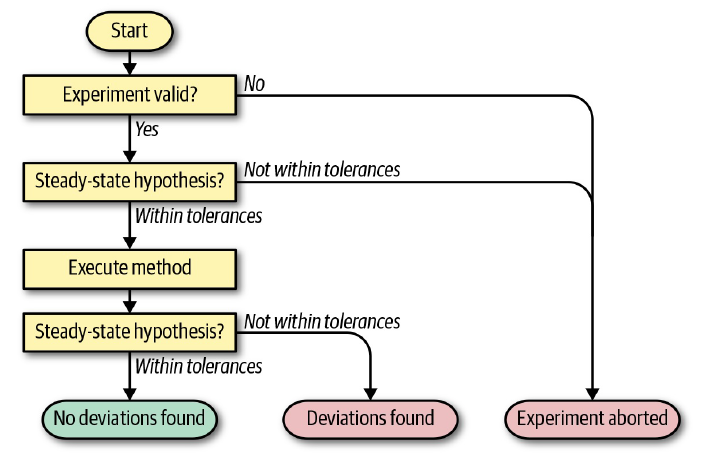 Start
Experiment valid?
No
Yes
Steady-state hypothesis?
Not within tolerances
Within tolerances
Execute method
Steady-state hypothesis?
Not within tolerances
Within tolerances
No deviations found
Deviations found
Experiment aborted